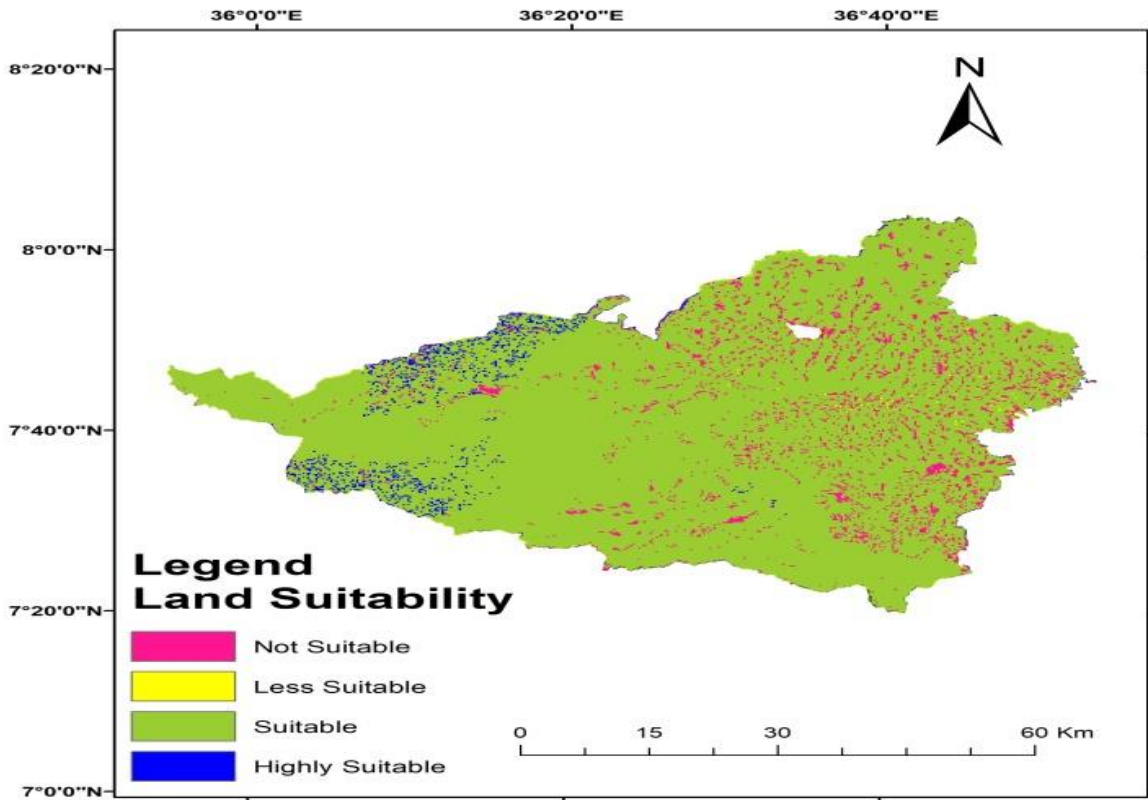 36°0'0"E 36°20'0"E 36°40'0"E
8°20'0"N
N
8°0'0"N
7°40'0"N
7°20'0"N
7°0'0"N
Legend
Land Suitability
Not Suitable
Less Suitable
Suitable
Highly Suitable
0 15 30 60 Km